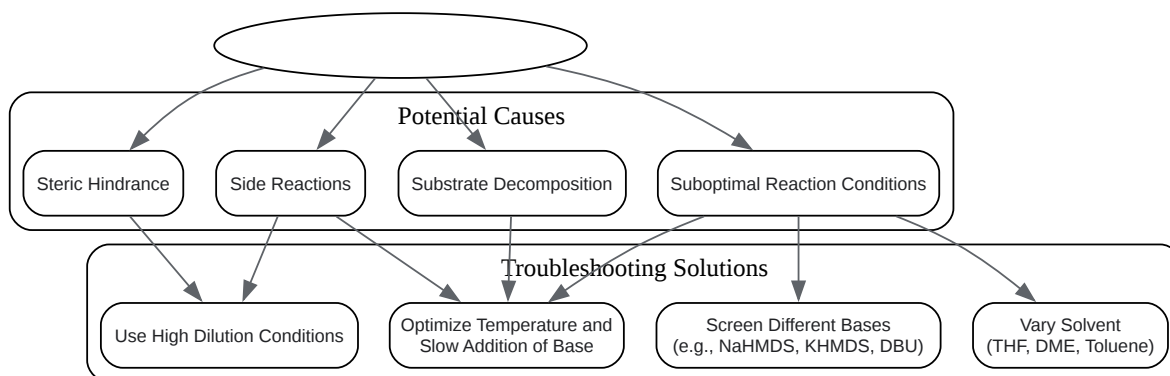 Potential Causes
Steric Hindrance
Side Reactions
Substrate Decomposition
Suboptimal Reaction Conditions
Troubleshooting Solutions
Use High Dilution Conditions
Optimize Temperature and
Slow Addition of Base
Screen Different Bases
(e.g., NaHMDS, KHMDS, DBU)
Vary Solvent
(THF, DME, Toluene)